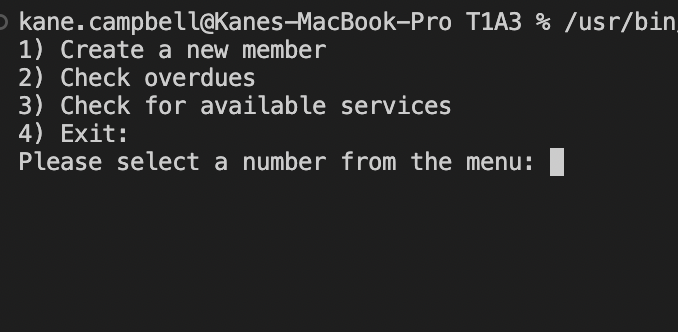 kane.campbell@Kanes-MacBook-Pro T1A3 % /usr/bin
1) Create a new member
2) Check overdues
3) Check for available services
4) Exit:
Please select a number from the menu: